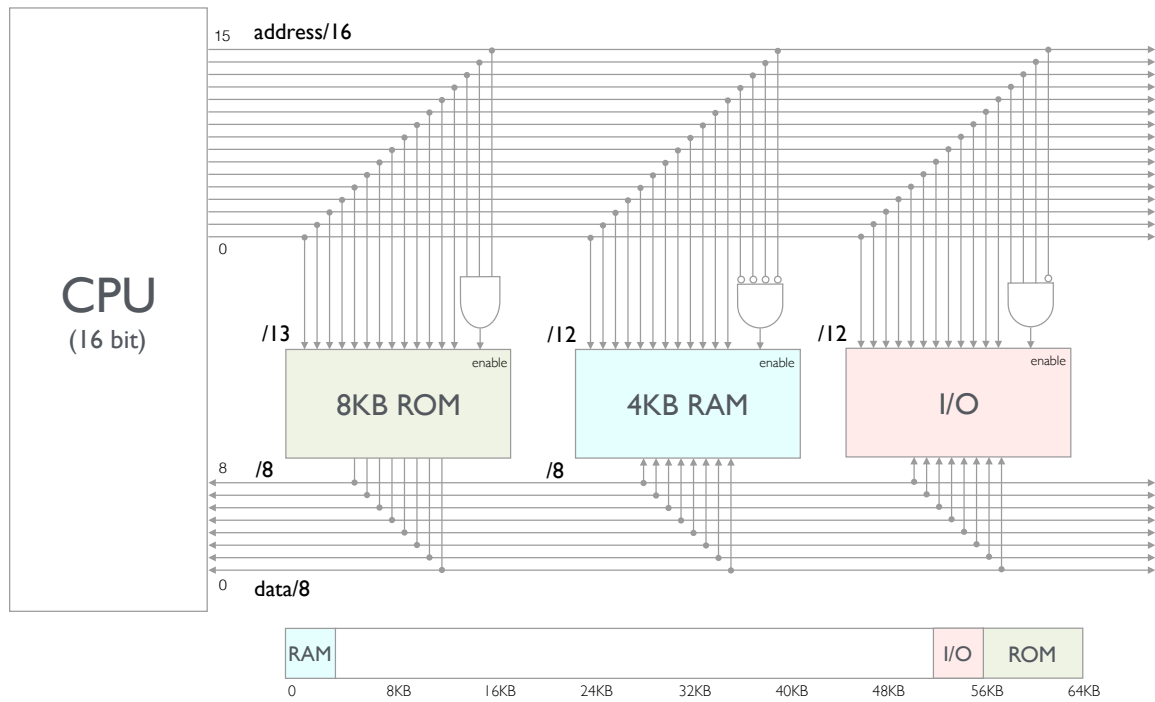 15 address/16
0
CPU
(16 bit)
/13 /12 /12
enable enable enable
8KB ROM 4KB RAM I/O
8 /8 /8
0 data/8
RAM I/O ROM
0 8KB 16KB 24KB 32KB 40KB 48KB 56KB 64KB